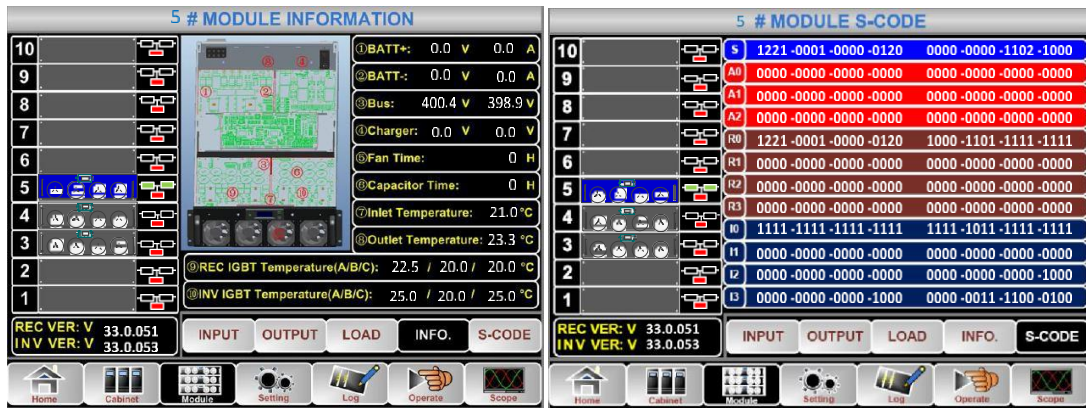 5 # MODULE INFORMATION
10
9
8
7
6
5
4
3
2
1
①BATT+: 0.0 V 0.0 A
②BATT-: 0.0 V 0.0 A
③Bus: 400.4 V 398.9 V
④Charger: 0.0 V 0.0 V
⑤Fan Time: 0 H
⑥Capacitor Time: 0 H
⑦Inlet Temperature: 21.0 °C
⑧Outlet Temperature: 23.3 °C
⑨REC IGBT Temperature(A/B/C): 22.5 / 20.0 / 20.0 °C
⑩INV IGBT Temperature(A/B/C): 25.0 / 20.0 / 25.0 °C
REC VER: V 33.0.051
INV VER: V 33.0.053
INPUT OUTPUT LOAD INFO. S-CODE
Home Cabinet Module Setting Log Operate Scope
5 # MODULE S-CODE
10
9
8
7
6
5
4
3
2
1
S 1221 -0001 -0000 -0120 0000 -0000 -1102 -1000
A0 0000 -0000 -0000 -0000 0000 -0000 -0000 -0000
A1 0000 -0000 -0000 -0000 0000 -0000 -0000 -0000
A2 0000 -0000 -0000 -0000 0000 -0000 -0000 -0000
R0 1221 -0001 -0000 -0120 1000 -1101 -1111 -1111
R1 0000 -0000 -0000 -0000 0000 -0000 -0000 -0000
R2 0000 -0000 -0000 -0000 0000 -0000 -0000 -0000
R3 0000 -0000 -0000 -0000 0000 -0000 -0000 -0000
I0 1111 -1111 -1111 -1111 1111 -1011 -1111 -1111
I1 0000 -0000 -0000 -0000 0000 -0000 -0000 -0000
I2 0000 -0000 -0000 -0000 0000 -0000 -0000 -1000
I3 0000 -0000 -0000 -1000 0000 -0011 -1100 -0100
REC VER: V 33.0.051
INV VER: V 33.0.053
INPUT OUTPUT LOAD INFO. S-CODE
Home Cabinet Module Setting Log Operate Scope